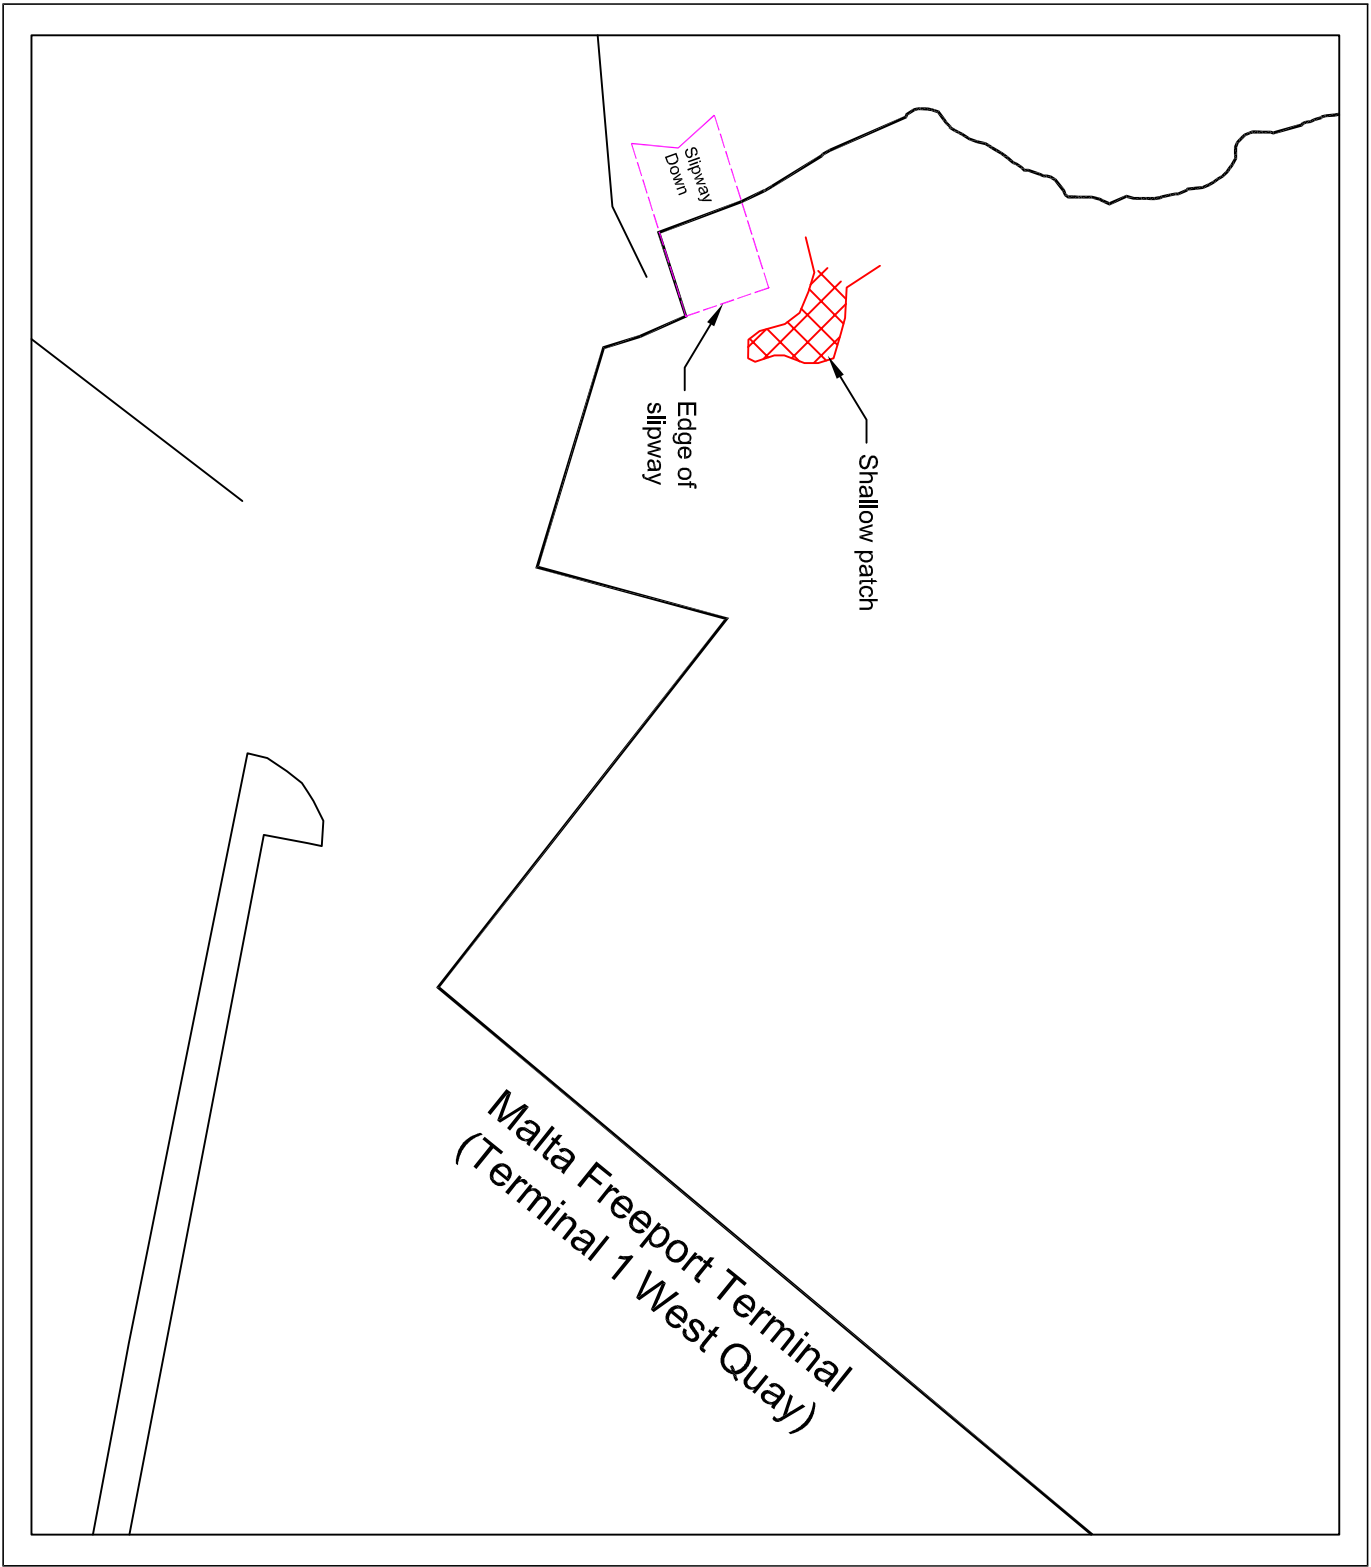 Slipway
Down
Edge of
slipway
Shallow patch
Malta Freeport Terminal
(Terminal 1 West Quay)